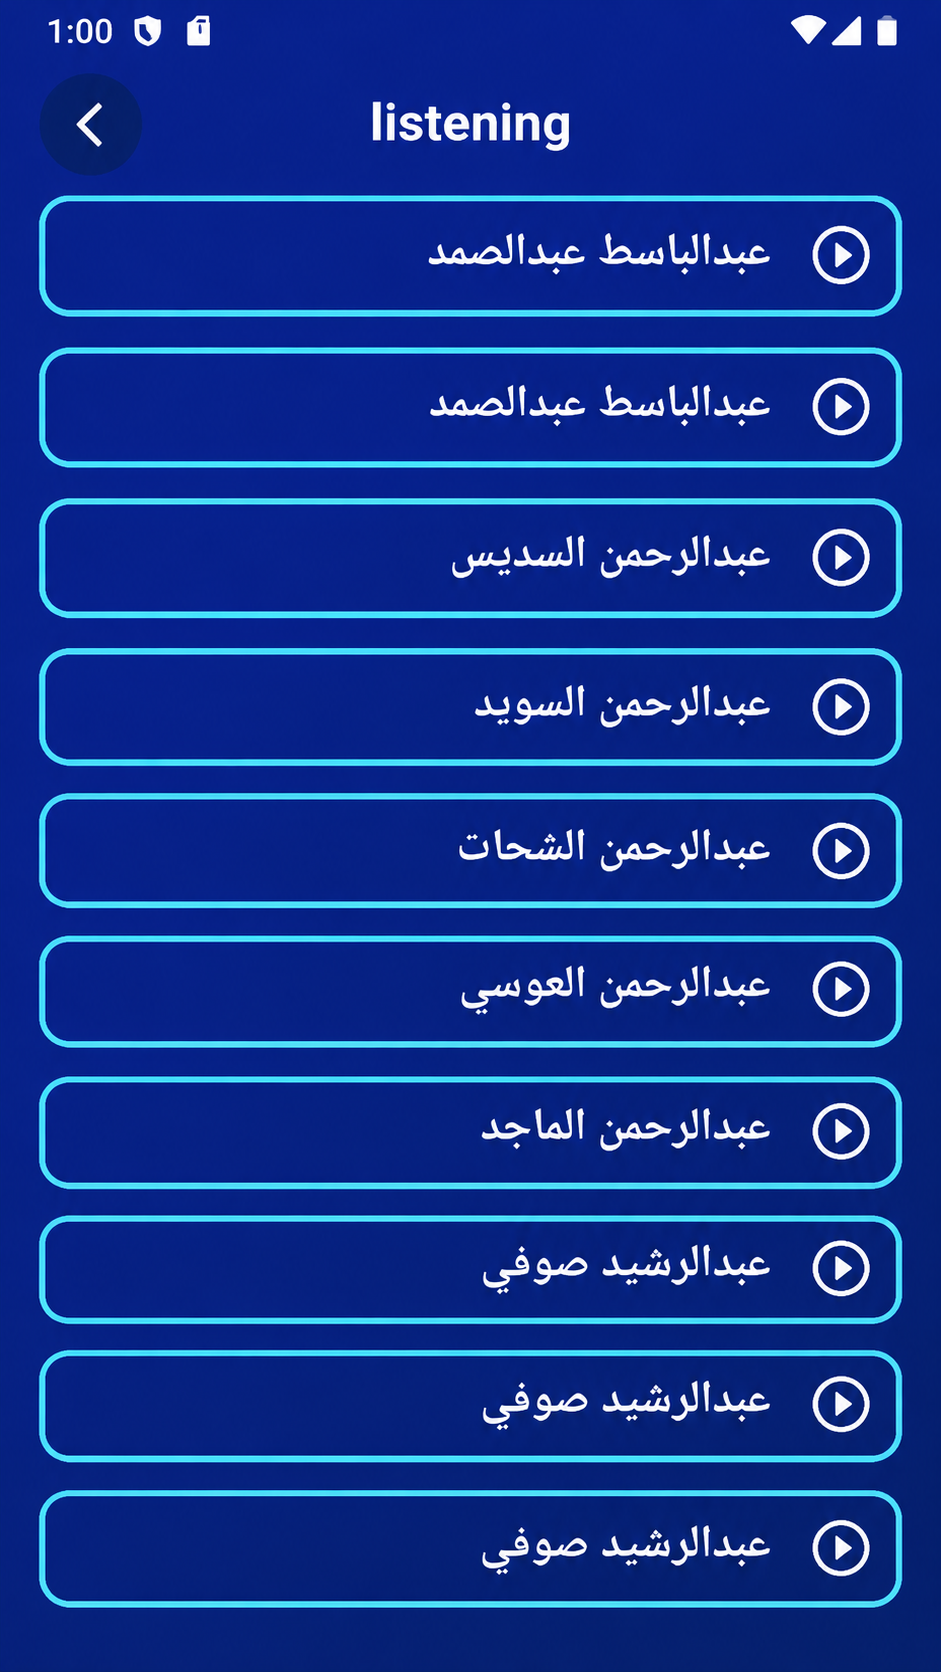 1:00
listening
عبدالباسط عبدالصمد
عبدالباسط عبدالصمد
عبدالرحمن السديس
عبدالرحمن السويد
عبدالرحمن الشحات
عبدالرحمن العوسي
عبدالرحمن الماجد
عبدالرشيد صوفي
عبدالرشيد صوفي
عبدالرشيد صوفي